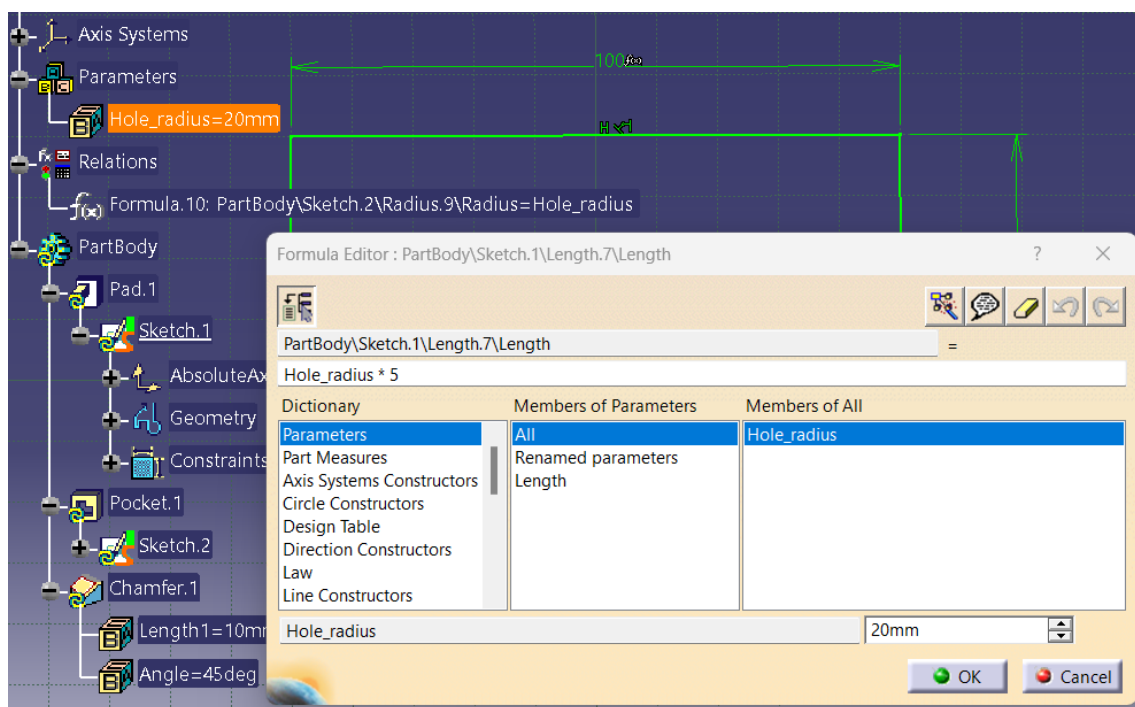 Axis Systems
100 f(x)
Parameters
Hole_radius=20mm
H
Relations
f(x) Formula.10: PartBody\Sketch.2\Radius.9\Radius=Hole_radius
PartBody
Formula Editor : PartBody\Sketch.1\Length.7\Length ? ×
Pad.1
Sketch.1
PartBody\Sketch.1\Length.7\Length =
AbsoluteAx
Hole_radius * 5
Geometry
Dictionary Members of Parameters Members of All
Parameters All Hole_radius
Constraints
Part Measures Renamed parameters
Axis Systems Constructors Length
Pocket.1
Circle Constructors
Design Table
Sketch.2
Direction Constructors
Law
Chamfer.1
Line Constructors
Length1=10m
Hole_radius 20mm
Angle=45deg
OK Cancel